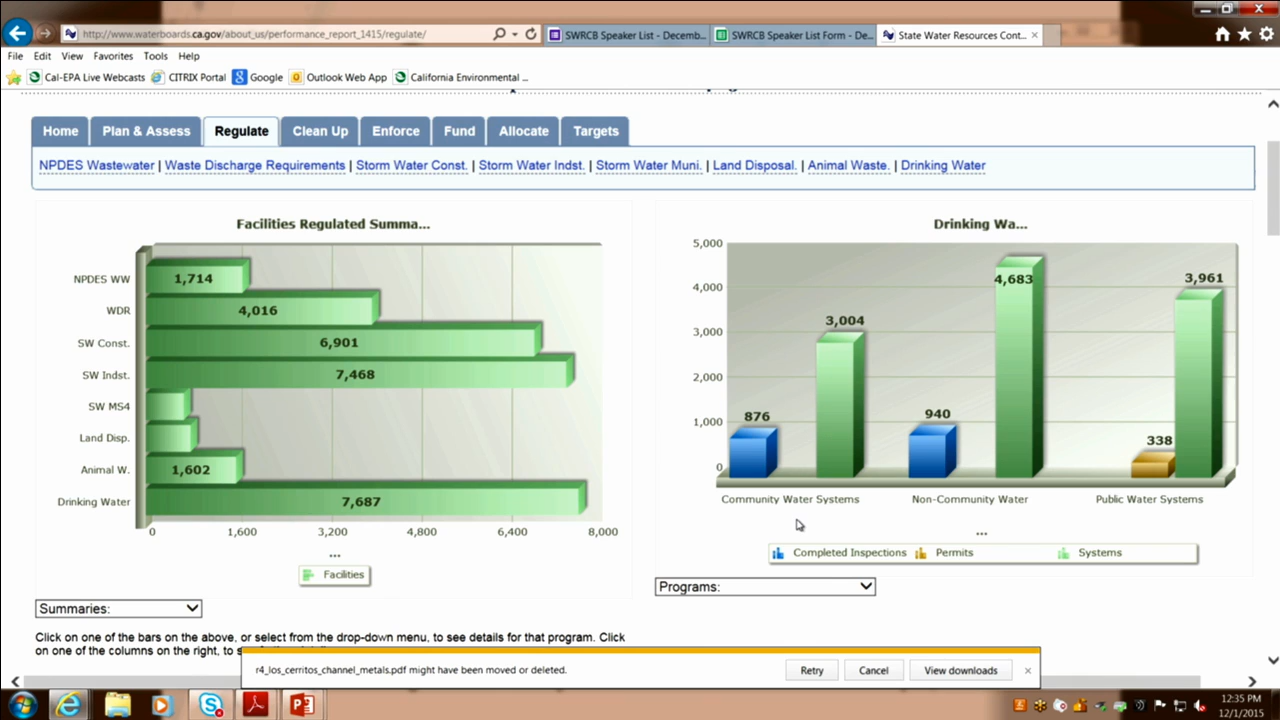 http://www.waterboards.ca.gov/about_us/performance_report_1415/regulate/
SWRCB Speaker List - Decemb...
SWRCB Speaker List Form - De...
State Water Resources Cont...
File Edit View Favorites Tools Help
Cal-EPA Live Webcasts CITRIX Portal Google Outlook Web App California Environmental ...
Home Plan & Assess Regulate Clean Up Enforce Fund Allocate Targets
NPDES Wastewater | Waste Discharge Requirements | Storm Water Const. | Storm Water Indst. | Storm Water Muni. | Land Disposal. | Animal Waste. | Drinking Water
Facilities Regulated Summa...
NPDES WW 1,714
WDR 4,016
SW Const. 6,901
SW Indst. 7,468
SW MS4
Land Disp.
Animal W. 1,602
Drinking Water 7,687
0 1,600 3,200 4,800 6,400 8,000
...
Facilities
Summaries:
Click on one of the bars on the above, or select from the drop-down menu, to see details for that program. Click
on one of the columns on the right, to s
Drinking Wa...
5,000
4,000
3,000
2,000
1,000
0
876 3,004 940 4,683 338 3,961
Community Water Systems Non-Community Water Public Water Systems
...
Completed Inspections Permits Systems
Programs:
r4_los_cerritos_channel_metals.pdf might have been moved or deleted.
Retry Cancel View downloads
12:35 PM
12/1/2015